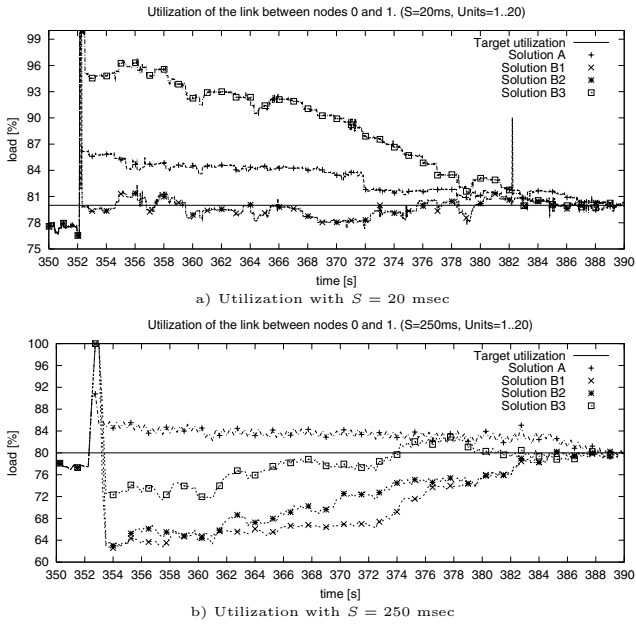 Utilization of the link between nodes 0 and 1. (S=20ms, Units=1..20)
Target utilization
Solution A
Solution B1
Solution B2
Solution B3
load [%]
99
96
93
90
87
84
81
78
75
350 352 354 356 358 360 362 364 366 368 370 372 374 376 378 380 382 384 386 388 390
time [s]
a) Utilization with S = 20 msec
Utilization of the link between nodes 0 and 1. (S=250ms, Units=1..20)
Target utilization
Solution A
Solution B1
Solution B2
Solution B3
load [%]
100
96
92
88
84
80
76
72
68
64
60
350 352 354 356 358 360 362 364 366 368 370 372 374 376 378 380 382 384 386 388 390
time [s]
b) Utilization with S = 250 msec